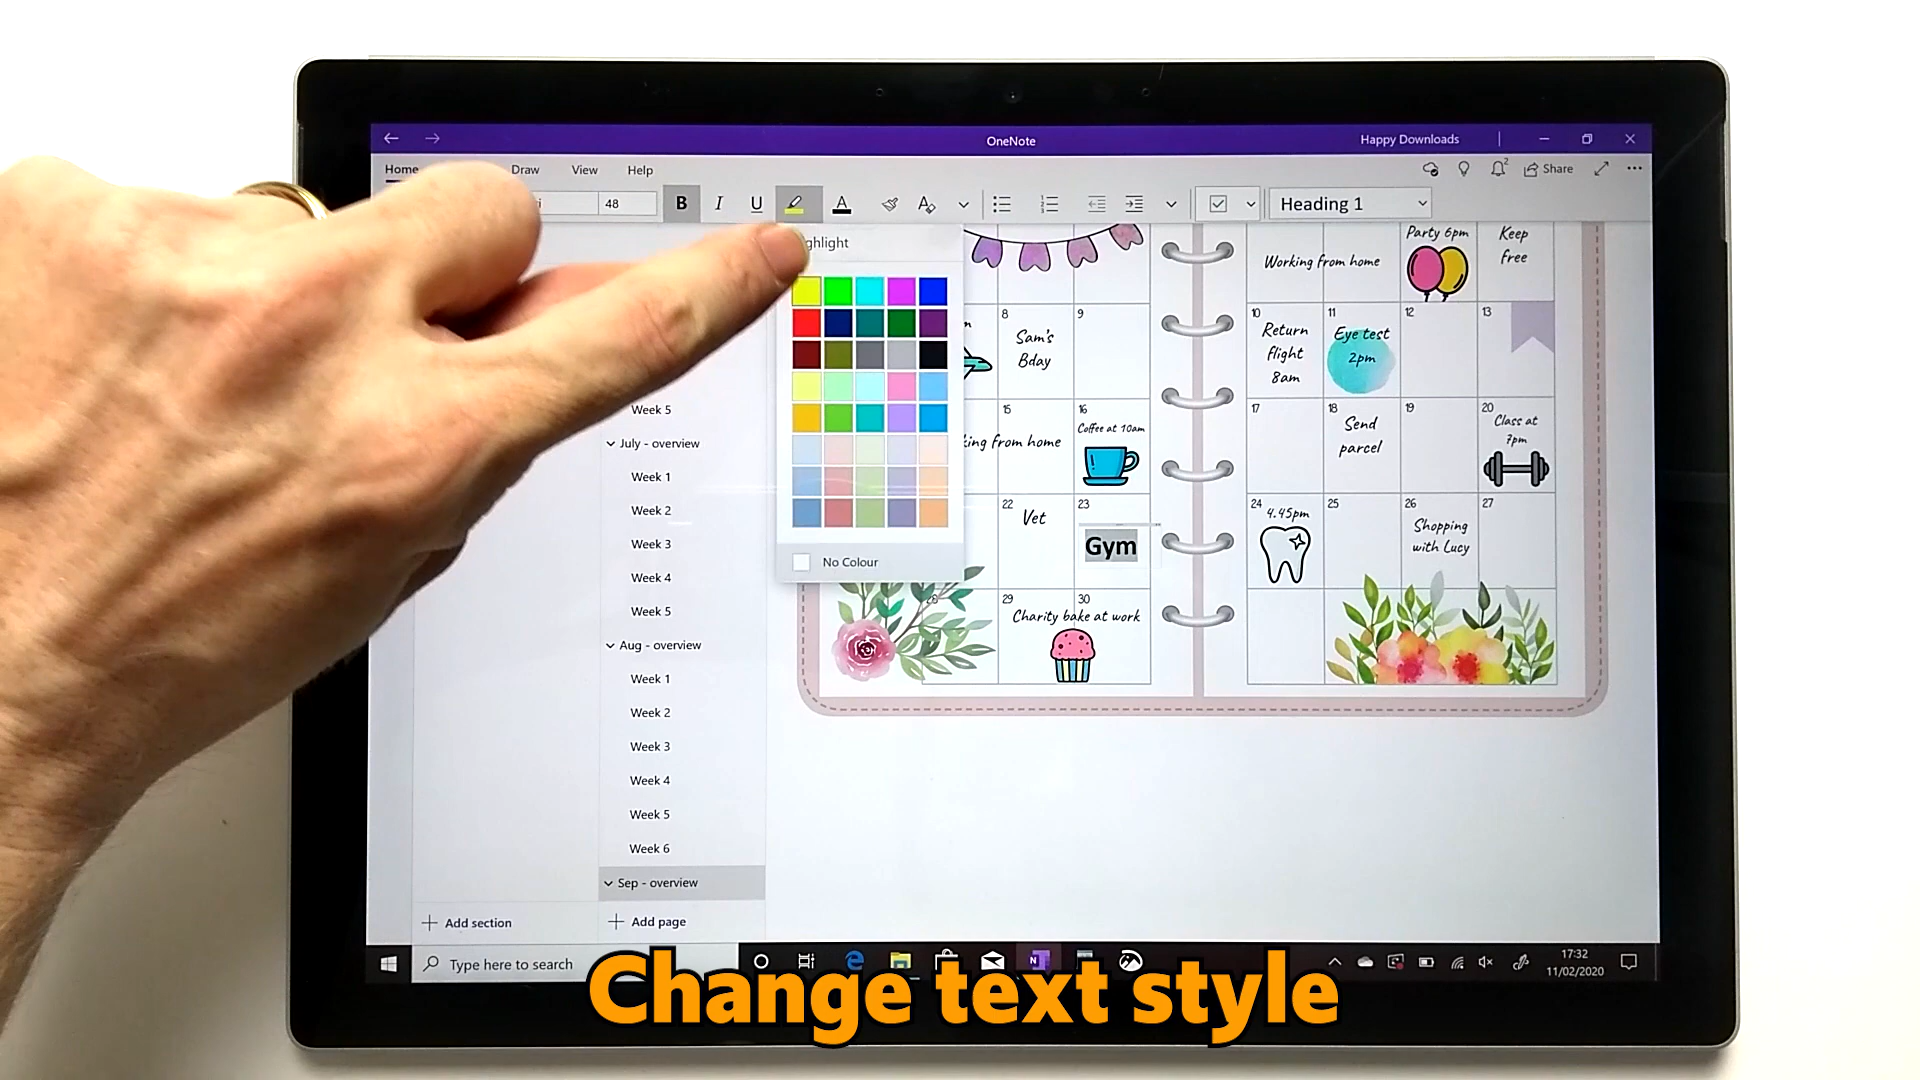 OneNote
Happy Downloads
Home
Draw
View
Help
2
Share
48
B
I
U
A
Heading 1
ghlight
No Colour
Week 5
July - overview
Week 1
Week 2
Week 3
Week 4
Week 5
Aug - overview
Week 1
Week 2
Week 3
Week 4
Week 5
Week 6
Sep - overview
Add section
Add page
8
Sam's
Bday
9
15
king from home
16
Coffee at 10am
22
Vet
23
Gym
28
29
30
Charity bake at work
Working from home
Party 6pm
Keep
free
10
Return
flight
8am
11
Eye test
2pm
12
13
17
18
Send
parcel
19
20
Class at
7pm
24
4.45pm
25
26
Shopping
with Lucy
27
Type here to search
17:32
11/02/2020
Change text style